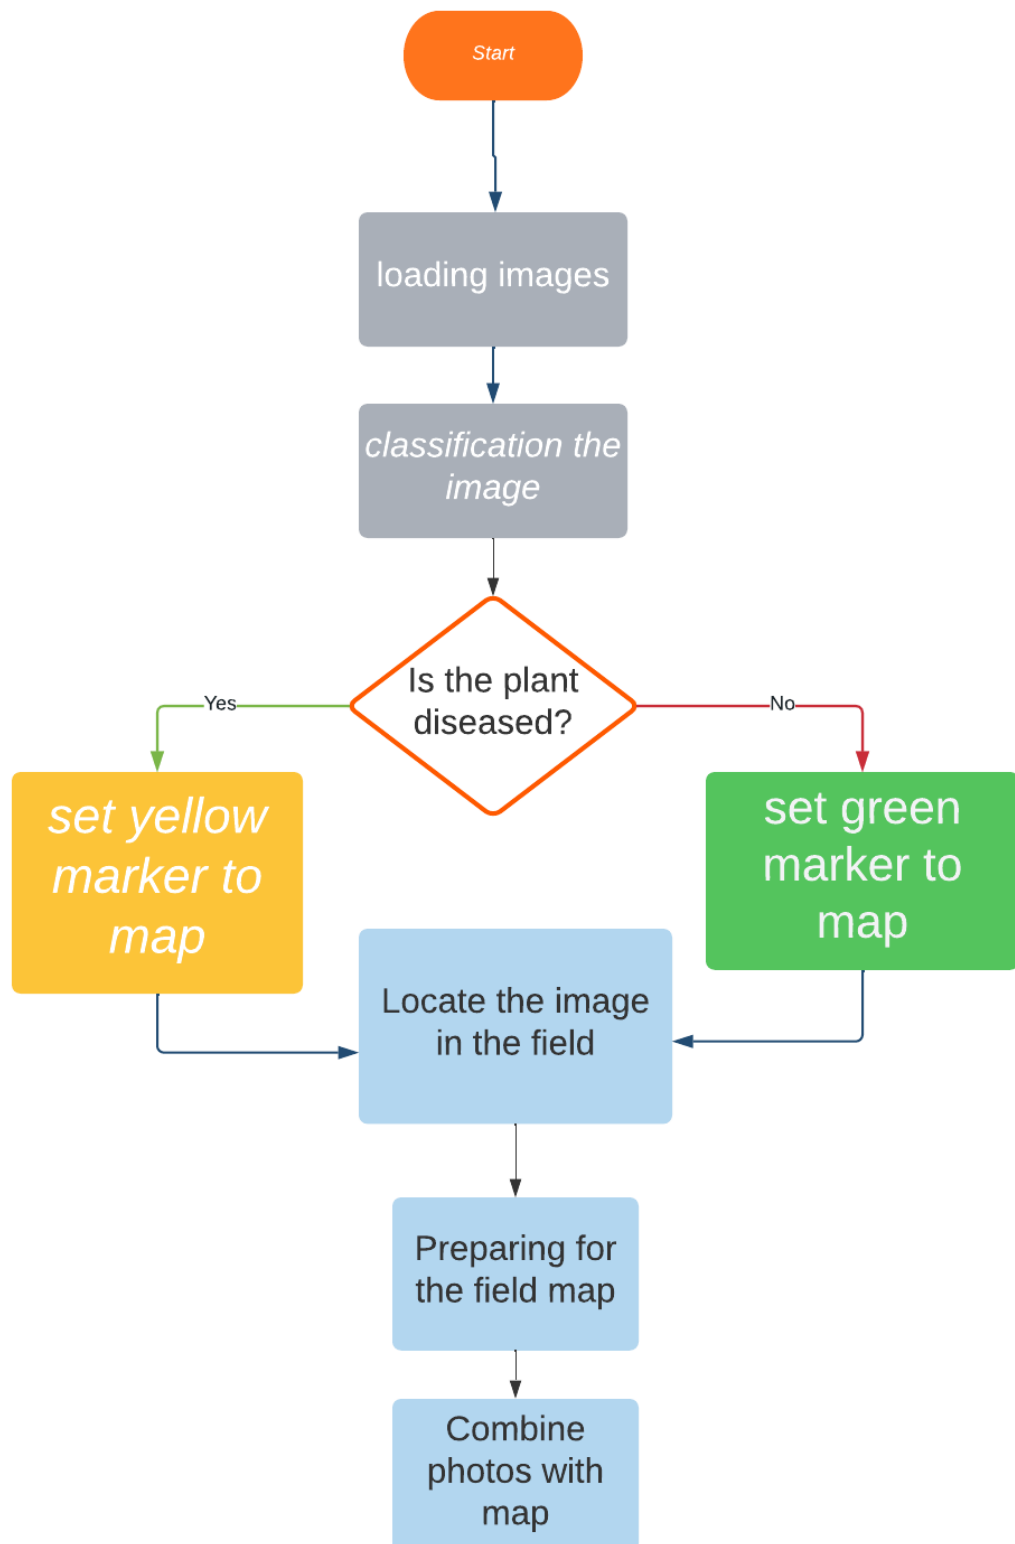 Start
loading images
classification the
image
Is the plant
diseased?
Yes
No
set yellow
marker to
map
set green
marker to
map
Locate the image
in the field
Preparing for
the field map
Combine
photos with
map